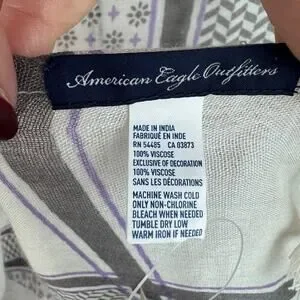 American Eagle Outfitters
MADE IN INDIA
FABRIQUÉ EN INDE
RN 54485 CA 03873
100% VISCOSE
EXCLUSIVE OF DECORATION
100% VISCOSE
SANS LES DÉCORATIONS
MACHINE WASH COLD
ONLY NON-CHLORINE
BLEACH WHEN NEEDED
TUMBLE DRY LOW
WARM IRON IF NEEDED